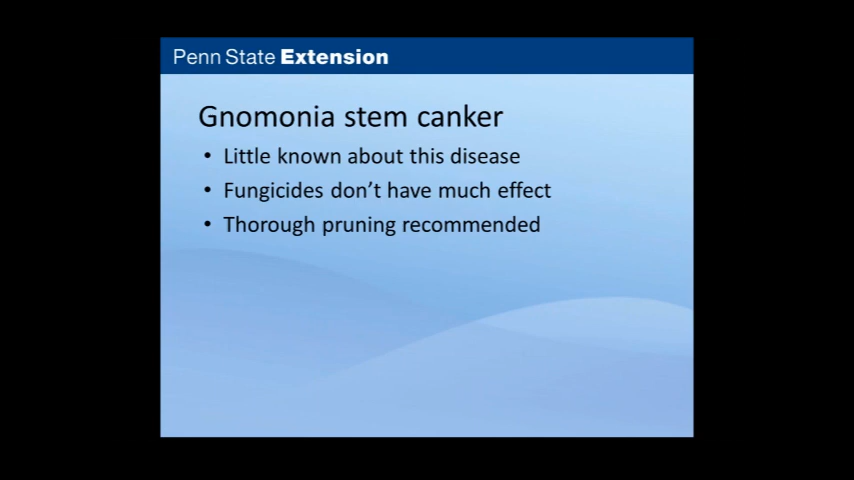 Penn State Extension
Gnomonia stem canker
• Little known about this disease
• Fungicides don't have much effect
• Thorough pruning recommended